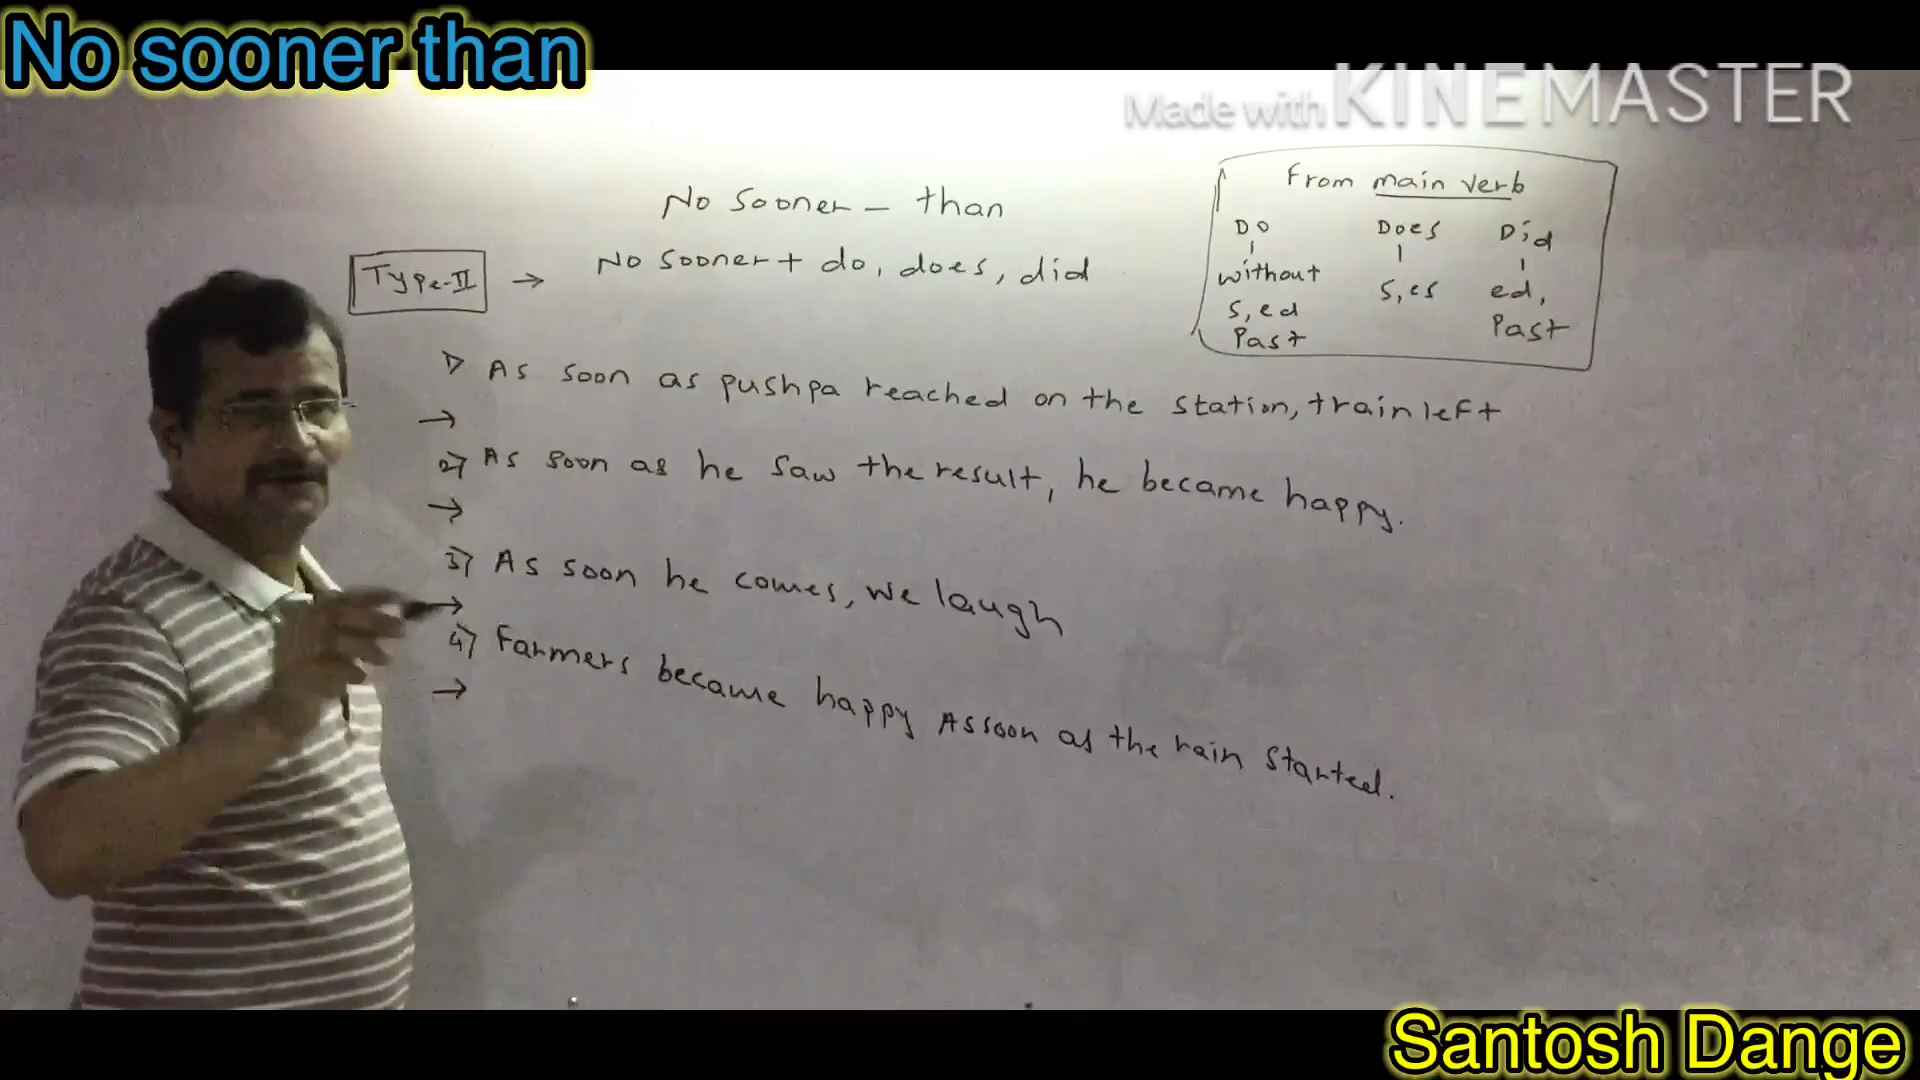 No sooner than
Made with KINEMASTER
No sooner - than
Type-II → No sooner + do, does, did
From main verb
Do Does Did
without s, es ed,
s, ed Past
Past
1) As soon as pushpa reached on the station, train left
→
2) As soon as he saw the result, he became happy.
→
3) As soon he comes, we laugh
→
4) Farmers became happy As soon as the rain started.
→
Santosh Dange